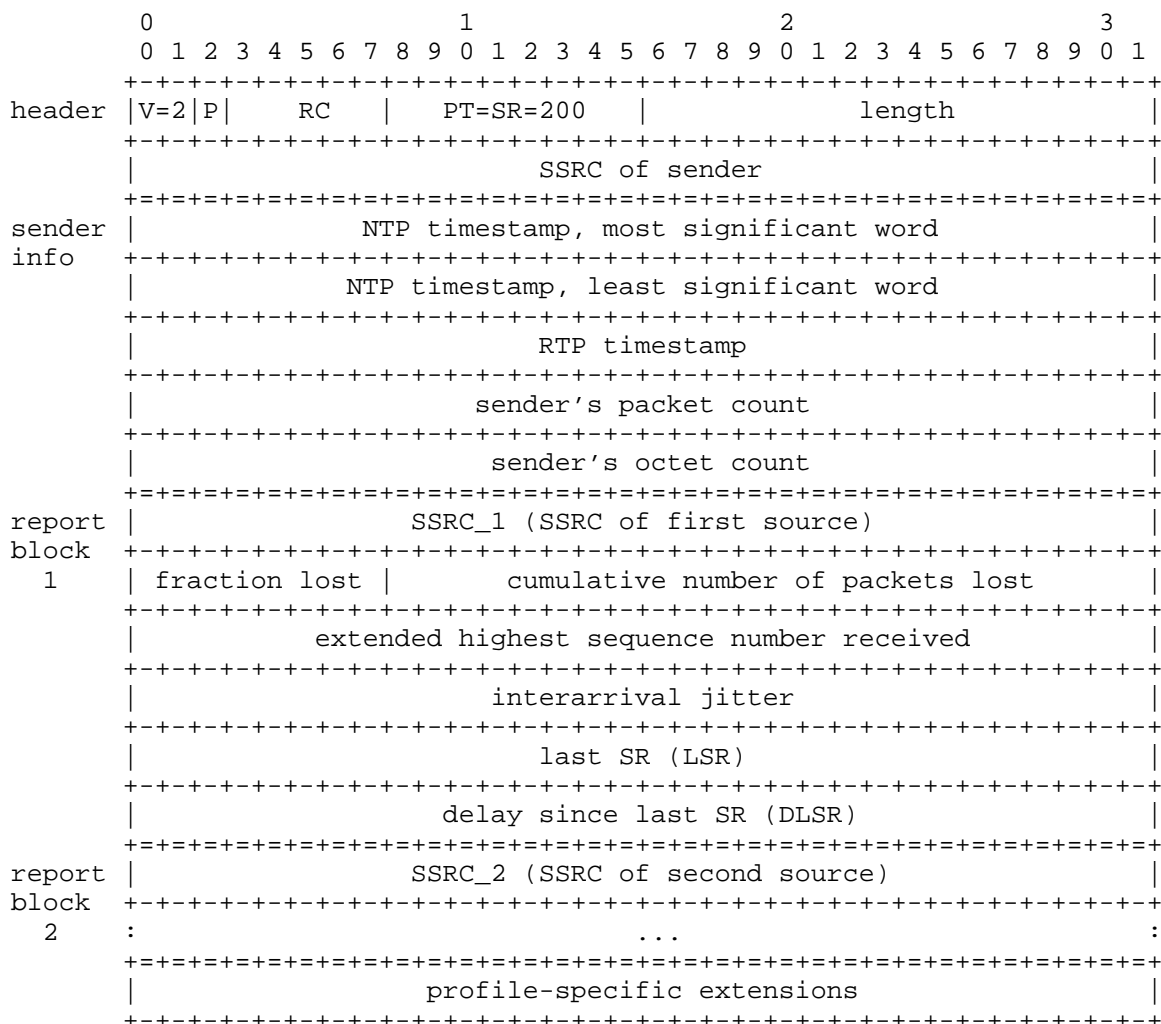 0                   1                   2                   3
        0 1 2 3 4 5 6 7 8 9 0 1 2 3 4 5 6 7 8 9 0 1 2 3 4 5 6 7 8 9 0 1
       +-+-+-+-+-+-+-+-+-+-+-+-+-+-+-+-+-+-+-+-+-+-+-+-+-+-+-+-+-+-+-+-+
header |V=2|P|    RC   |   PT=SR=200   |             length            |
       +-+-+-+-+-+-+-+-+-+-+-+-+-+-+-+-+-+-+-+-+-+-+-+-+-+-+-+-+-+-+-+-+
       |                         SSRC of sender                        |
       +=+=+=+=+=+=+=+=+=+=+=+=+=+=+=+=+=+=+=+=+=+=+=+=+=+=+=+=+=+=+=+=+
sender |              NTP timestamp, most significant word             |
info   +-+-+-+-+-+-+-+-+-+-+-+-+-+-+-+-+-+-+-+-+-+-+-+-+-+-+-+-+-+-+-+-+
       |             NTP timestamp, least significant word             |
       +-+-+-+-+-+-+-+-+-+-+-+-+-+-+-+-+-+-+-+-+-+-+-+-+-+-+-+-+-+-+-+-+
       |                         RTP timestamp                         |
       +-+-+-+-+-+-+-+-+-+-+-+-+-+-+-+-+-+-+-+-+-+-+-+-+-+-+-+-+-+-+-+-+
       |                     sender’s packet count                     |
       +-+-+-+-+-+-+-+-+-+-+-+-+-+-+-+-+-+-+-+-+-+-+-+-+-+-+-+-+-+-+-+-+
       |                      sender’s octet count                     |
       +=+=+=+=+=+=+=+=+=+=+=+=+=+=+=+=+=+=+=+=+=+=+=+=+=+=+=+=+=+=+=+=+
report |                 SSRC_1 (SSRC of first source)                 |
block  +-+-+-+-+-+-+-+-+-+-+-+-+-+-+-+-+-+-+-+-+-+-+-+-+-+-+-+-+-+-+-+-+
  1    | fraction lost |       cumulative number of packets lost       |
       +-+-+-+-+-+-+-+-+-+-+-+-+-+-+-+-+-+-+-+-+-+-+-+-+-+-+-+-+-+-+-+-+
       |           extended highest sequence number received           |
       +-+-+-+-+-+-+-+-+-+-+-+-+-+-+-+-+-+-+-+-+-+-+-+-+-+-+-+-+-+-+-+-+
       |                      interarrival jitter                      |
       +-+-+-+-+-+-+-+-+-+-+-+-+-+-+-+-+-+-+-+-+-+-+-+-+-+-+-+-+-+-+-+-+
       |                         last SR (LSR)                         |
       +-+-+-+-+-+-+-+-+-+-+-+-+-+-+-+-+-+-+-+-+-+-+-+-+-+-+-+-+-+-+-+-+
       |                   delay since last SR (DLSR)                  |
       +=+=+=+=+=+=+=+=+=+=+=+=+=+=+=+=+=+=+=+=+=+=+=+=+=+=+=+=+=+=+=+=+
report |                 SSRC_2 (SSRC of second source)                |
block  +-+-+-+-+-+-+-+-+-+-+-+-+-+-+-+-+-+-+-+-+-+-+-+-+-+-+-+-+-+-+-+-+
  2    :                               ...                             :
       +=+=+=+=+=+=+=+=+=+=+=+=+=+=+=+=+=+=+=+=+=+=+=+=+=+=+=+=+=+=+=+=+
       |                  profile-specific extensions                  |
       +-+-+-+-+-+-+-+-+-+-+-+-+-+-+-+-+-+-+-+-+-+-+-+-+-+-+-+-+-+-+-+-+